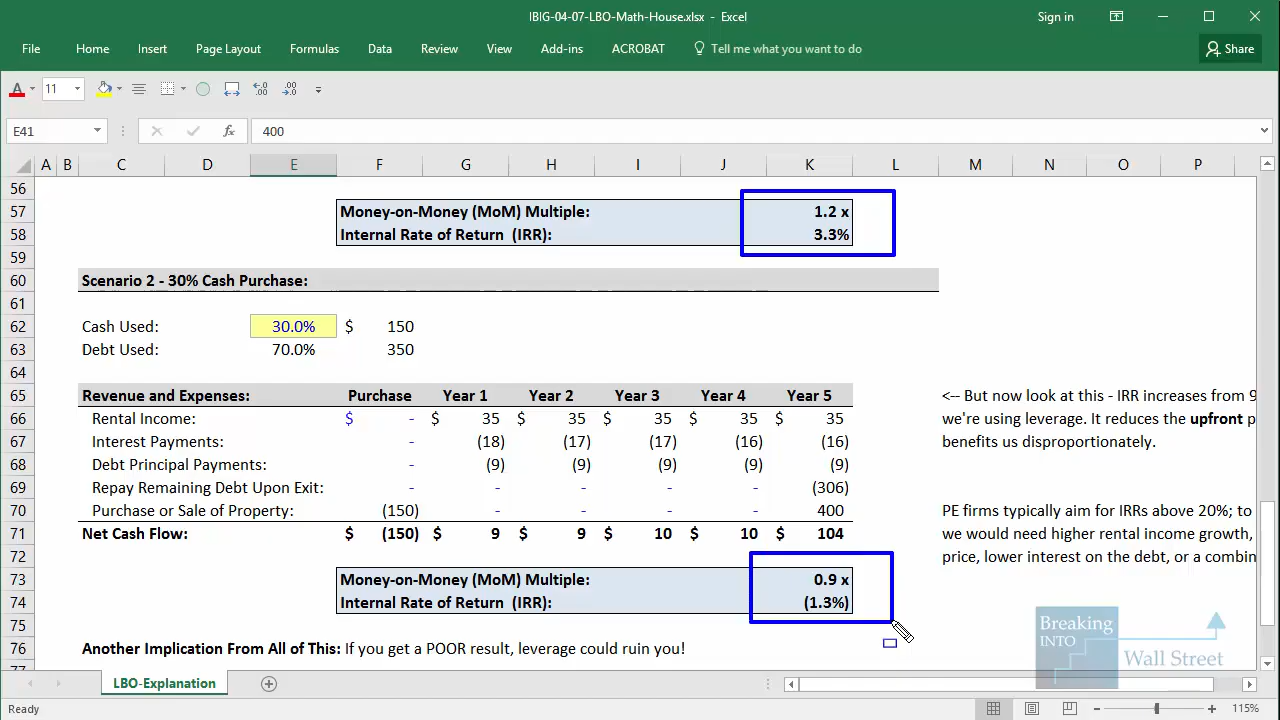 IBIG-04-07-LBO-Math-House.xlsx - Excel
Sign in
File Home Insert Page Layout Formulas Data Review View Add-ins ACROBAT Tell me what you want to do Share
A 11
E41 fx 400
A B C D E F G H I J K L M N O P
56
57 Money-on-Money (MoM) Multiple: 1.2 x
58 Internal Rate of Return (IRR): 3.3%
59
60 Scenario 2 - 30% Cash Purchase:
61
62 Cash Used: 30.0% $ 150
63 Debt Used: 70.0% 350
64
65 Revenue and Expenses: Purchase Year 1 Year 2 Year 3 Year 4 Year 5 <-- But now look at this - IRR increases from 9
66 Rental Income: $ - $ 35 $ 35 $ 35 $ 35 $ 35 we're using leverage. It reduces the upfront p
67 Interest Payments: - (18) (17) (17) (16) (16) benefits us disproportionately.
68 Debt Principal Payments: - (9) (9) (9) (9) (9)
69 Repay Remaining Debt Upon Exit: - - - - - (306)
70 Purchase or Sale of Property: (150) - - - - 400 PE firms typically aim for IRRs above 20%; to
71 Net Cash Flow: $ (150) $ 9 $ 9 $ 10 $ 10 $ 104 we would need higher rental income growth,
72 price, lower interest on the debt, or a combin
73 Money-on-Money (MoM) Multiple: 0.9 x
74 Internal Rate of Return (IRR): (1.3%)
75
76 Another Implication From All of This: If you get a POOR result, leverage could ruin you!
Breaking
INTO
Wall Street
LBO-Explanation
Ready 115%